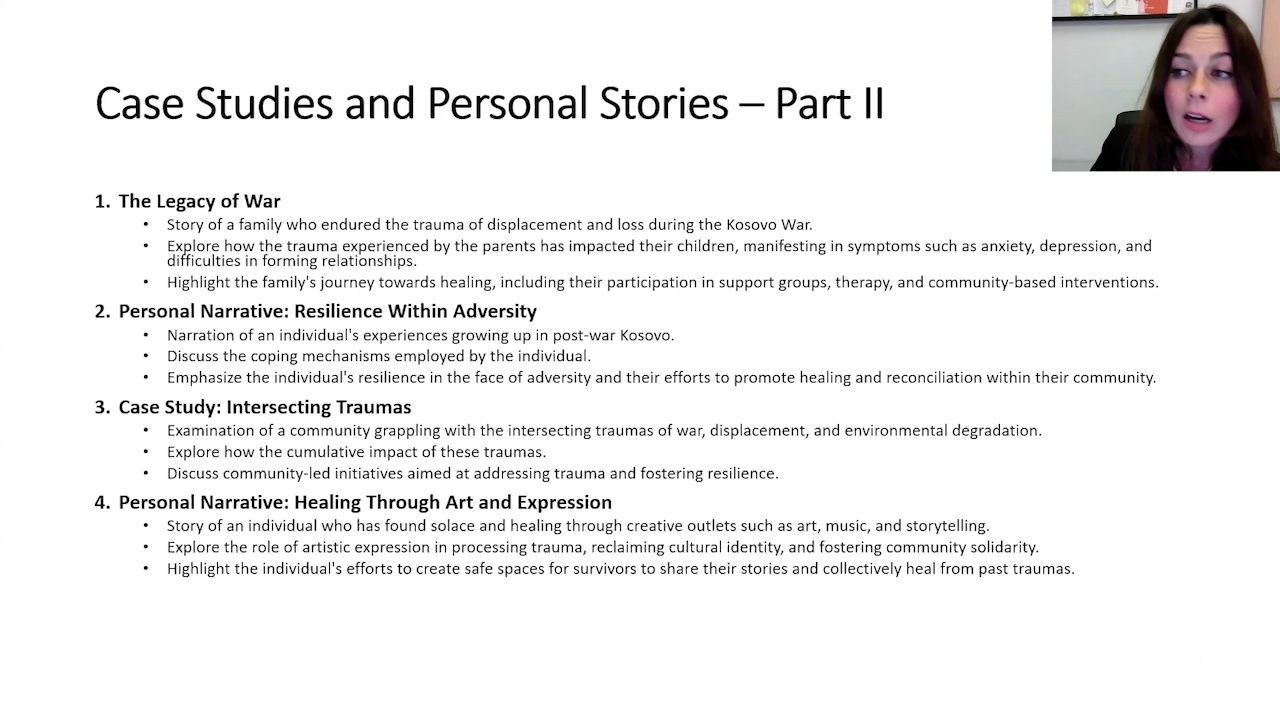 Case Studies and Personal Stories – Part II
1. The Legacy of War
• Story of a family who endured the trauma of displacement and loss during the Kosovo War.
• Explore how the trauma experienced by the parents has impacted their children, manifesting in symptoms such as anxiety, depression, and
difficulties in forming relationships.
• Highlight the family's journey towards healing, including their participation in support groups, therapy, and community-based interventions.
2. Personal Narrative: Resilience Within Adversity
• Narration of an individual's experiences growing up in post-war Kosovo.
• Discuss the coping mechanisms employed by the individual.
• Emphasize the individual's resilience in the face of adversity and their efforts to promote healing and reconciliation within their community.
3. Case Study: Intersecting Traumas
• Examination of a community grappling with the intersecting traumas of war, displacement, and environmental degradation.
• Explore how the cumulative impact of these traumas.
• Discuss community-led initiatives aimed at addressing trauma and fostering resilience.
4. Personal Narrative: Healing Through Art and Expression
• Story of an individual who has found solace and healing through creative outlets such as art, music, and storytelling.
• Explore the role of artistic expression in processing trauma, reclaiming cultural identity, and fostering community solidarity.
• Highlight the individual's efforts to create safe spaces for survivors to share their stories and collectively heal from past traumas.